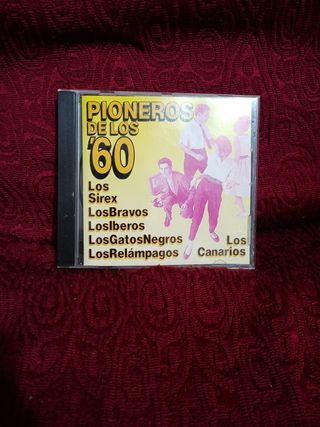 PIONEROS
DE LOS
'60
Los
Sirex
LosBravos
LosIberos
LosGatosNegros
LosRelámpagos
Los
Canarios